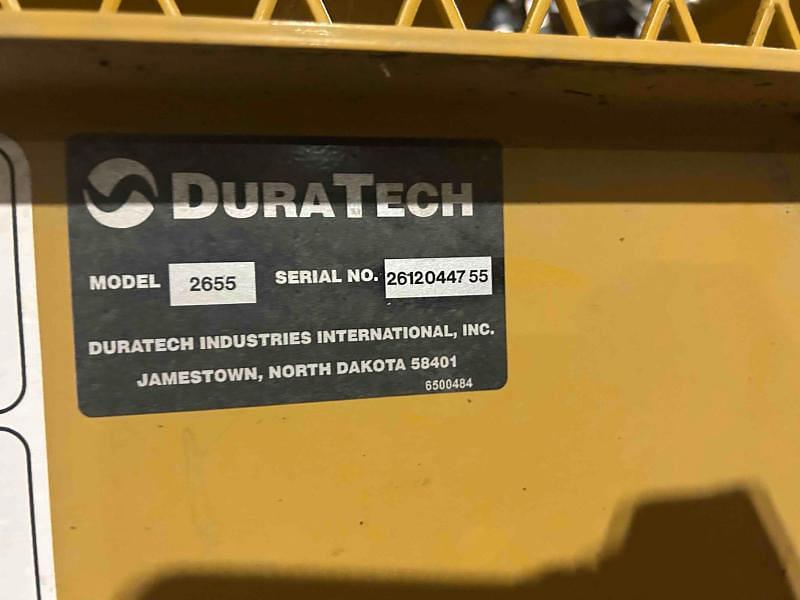 DURATECH
MODEL 2655 SERIAL NO. 2612044755
DURATECH INDUSTRIES INTERNATIONAL, INC.
JAMESTOWN, NORTH DAKOTA 58401
6500484